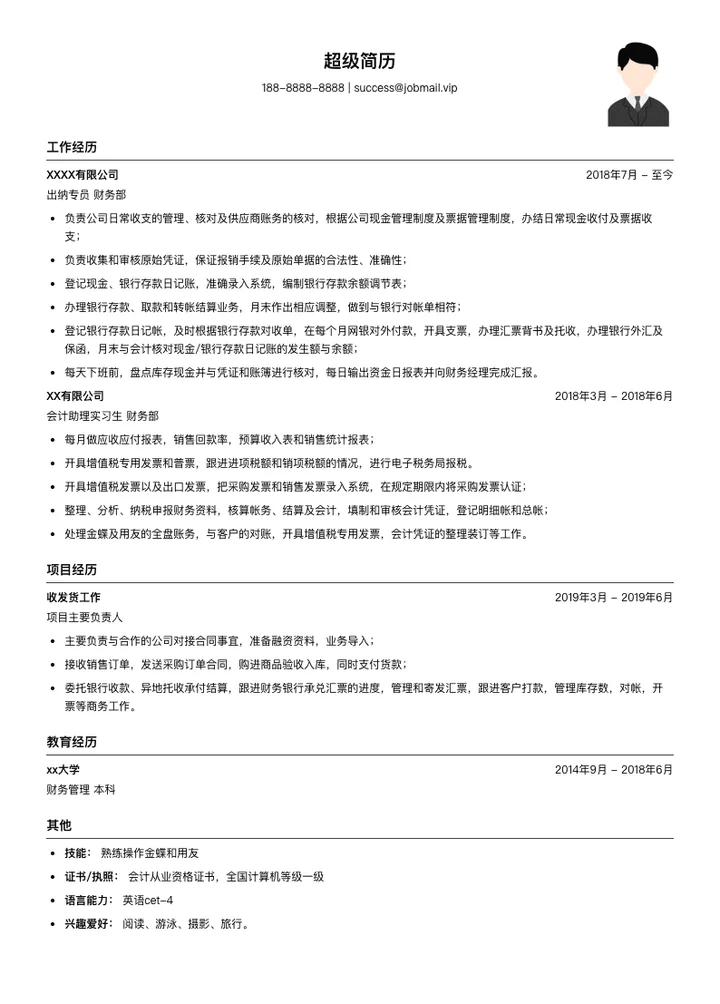 超级简历
188-8888-8888 | success@jobmail.vip
工作经历
XXXX有限公司 2018年7月 – 至今
出纳专员 财务部
• 负责公司日常收支的管理、核对及供应商账务的核对，根据公司现金管理制度及票据管理制度，办结日常现金收付及票据收
支；
• 负责收集和审核原始凭证，保证报销手续及原始单据的合法性、准确性；
• 登记现金、银行存款日记账，准确录入系统，编制银行存款余额调节表；
• 办理银行存款、取款和转帐结算业务，月末作出相应调整，做到与银行对帐单相符；
• 登记银行存款日记帐，及时根据银行存款对收单，在每个月网银对外付款，开具支票，办理汇票背书及托收，办理银行外汇及
保函，月末与会计核对现金/银行存款日记账的发生额与余额；
• 每天下班前，盘点库存现金并与凭证和账簿进行核对，每日输出资金日报表并向财务经理完成汇报。
XX有限公司 2018年3月 – 2018年6月
会计助理实习生 财务部
• 每月做应收应付报表，销售回款率，预算收入表和销售统计报表；
• 开具增值税专用发票和普票，跟进进项税额和销项税额的情况，进行电子税务局报税。
• 开具增值税发票以及出口发票，把采购发票和销售发票录入系统，在规定期限内将采购发票认证；
• 整理、分析、纳税申报财务资料，核算帐务、结算及会计，填制和审核会计凭证，登记明细帐和总帐；
• 处理金蝶及用友的全盘账务，与客户的对账，开具增值税专用发票，会计凭证的整理装订等工作。
项目经历
收发货工作 2019年3月 – 2019年6月
项目主要负责人
• 主要负责与合作的公司对接合同事宜，准备融资资料，业务导入；
• 接收销售订单，发送采购订单合同，购进商品验收入库，同时支付货款；
• 委托银行收款、异地托收承付结算，跟进财务银行承兑汇票的进度，管理和寄发汇票，跟进客户打款，管理库存数，对帐，开
票等商务工作。
教育经历
xx大学 2014年9月 – 2018年6月
财务管理 本科
其他
• 技能： 熟练操作金蝶和用友
• 证书/执照： 会计从业资格证书，全国计算机等级一级
• 语言能力： 英语cet-4
• 兴趣爱好： 阅读、游泳、摄影、旅行。